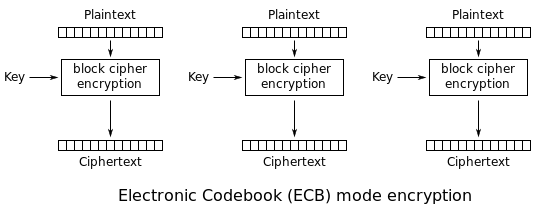 Plaintext
Plaintext
Plaintext
Key
block cipher
encryption
Key
block cipher
encryption
Key
block cipher
encryption
Ciphertext
Ciphertext
Ciphertext
Electronic Codebook (ECB) mode encryption